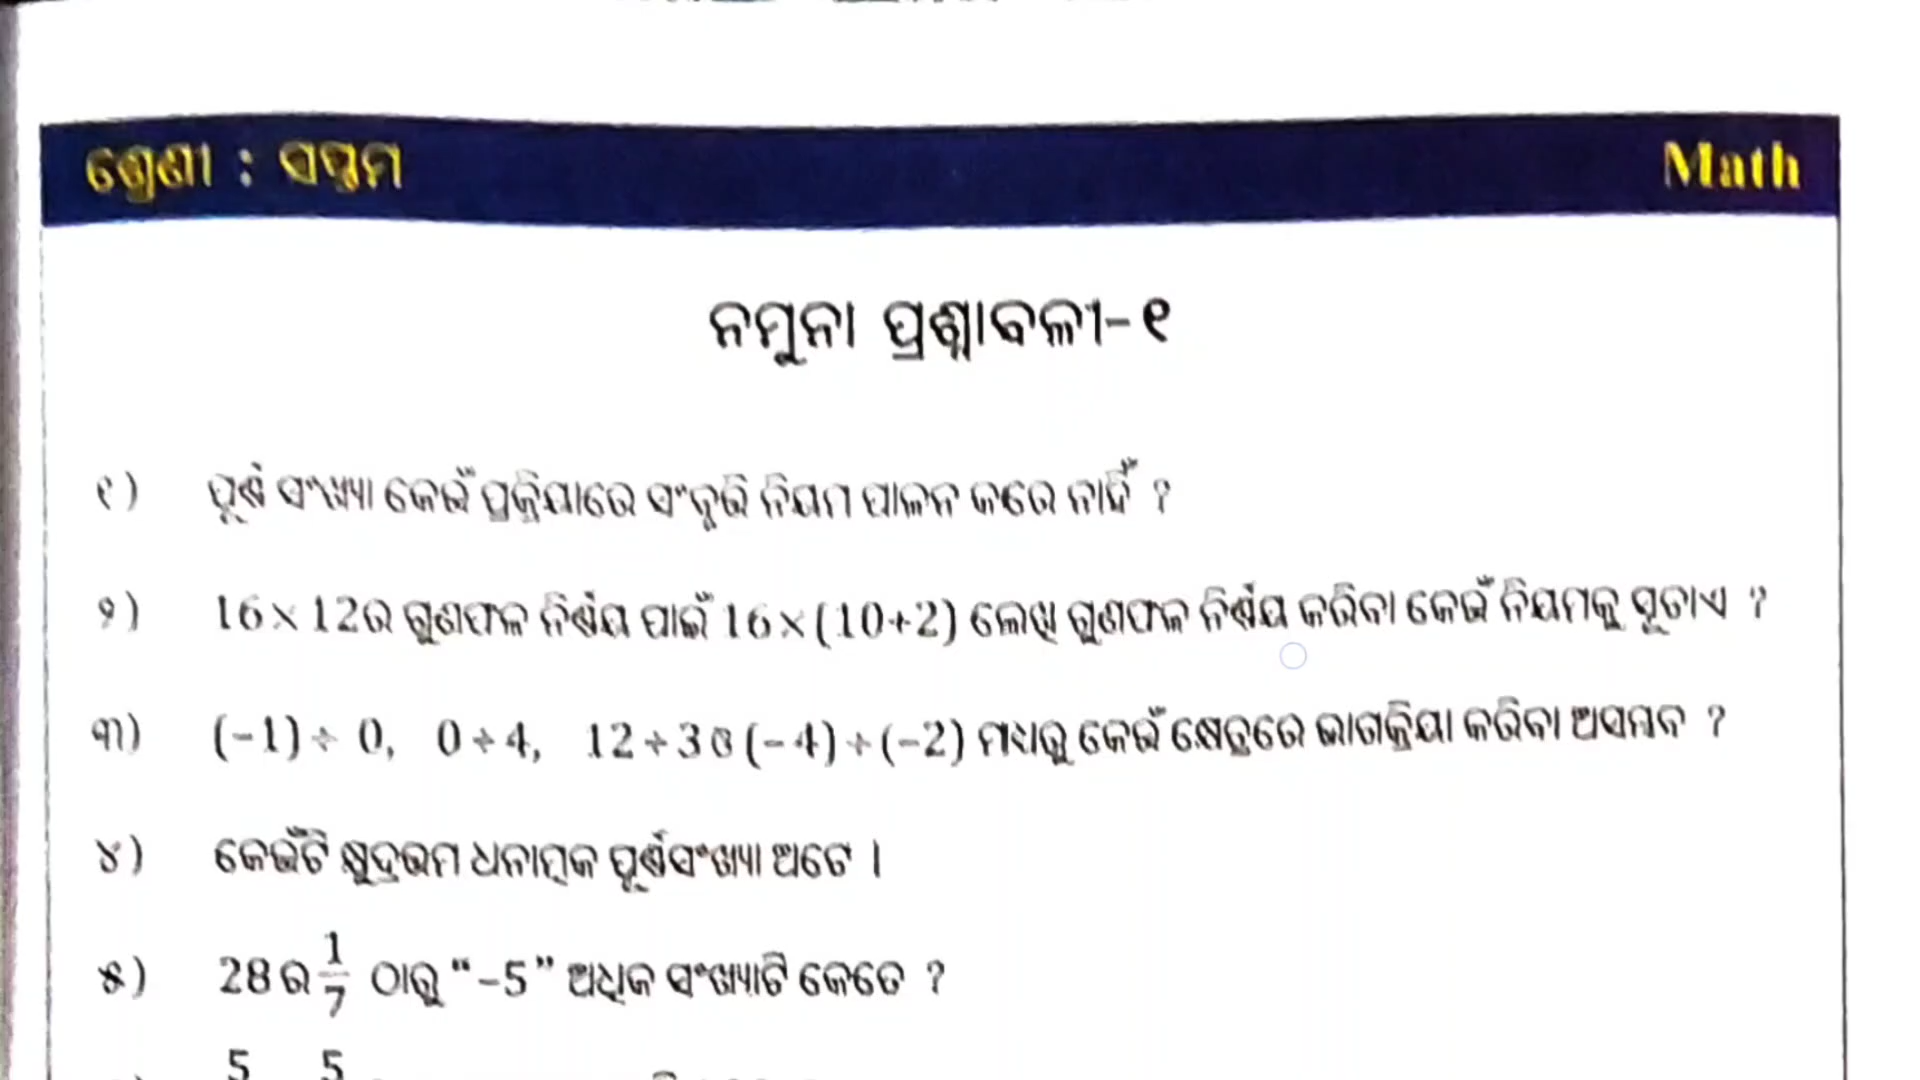 ଶ୍ରେଣୀ : ସପ୍ତମ
Math
ନମୁନା ପ୍ରଶ୍ନାବଳୀ-୧
୧) ପୂର୍ଣ୍ଣ ସଂଖ୍ୟା କେଉଁ ପ୍ରକ୍ରିୟାରେ ସଂବୃତ୍ତି ନିୟମ ପାଳନ କରେ ନାହିଁ ?
୨) 16×12ର ଗୁଣଫଳ ନିର୍ଣ୍ଣୟ ପାଇଁ 16×(10+2) ଲେଖି ଗୁଣଫଳ ନିର୍ଣ୍ଣୟ କରିବା କେଉଁ ନିୟମକୁ ସୂଚାଏ ?
୩) (-1)÷ 0, 0÷4, 12÷3 ଓ (-4)÷(-2) ମଧ୍ୟରୁ କେଉଁ କ୍ଷେତ୍ରରେ ଭାଗକ୍ରିୟା କରିବା ଅସମ୍ଭବ ?
୪) କେଉଁଟି କ୍ଷୁଦ୍ରତମ ଧନାତ୍ମକ ପୂର୍ଣ୍ଣସଂଖ୍ୟା ଅଟେ ।
୫) 28 ର 1/7 ଠାରୁ “-5” ଅଧିକ ସଂଖ୍ୟାଟି କେତେ ?
5 5